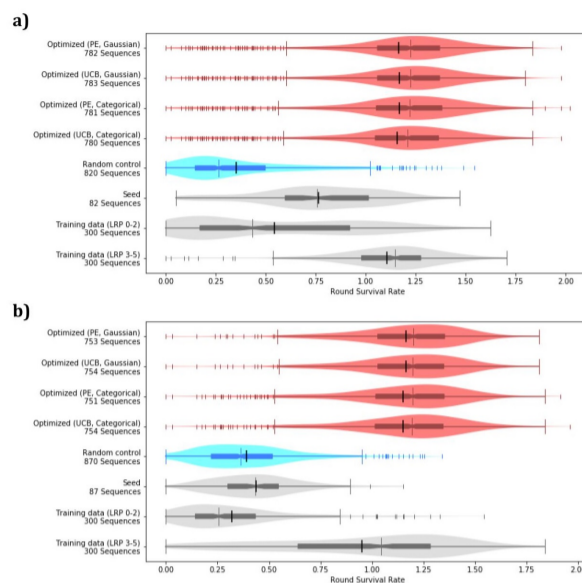 a)
Optimized (PE, Gaussian)
782 Sequences
Optimized (UCB, Gaussian)
783 Sequences
Optimized (PE, Categorical)
781 Sequences
Optimized (UCB, Categorical)
780 Sequences
Random control
820 Sequences
Seed
82 Sequences
Training data (LRP 0-2)
300 Sequences
Training data (LRP 3-5)
300 Sequences
0.00 0.25 0.50 0.75 1.00 1.25 1.50 1.75 2.00
Round Survival Rate
b)
Optimized (PE, Gaussian)
753 Sequences
Optimized (UCB, Gaussian)
754 Sequences
Optimized (PE, Categorical)
751 Sequences
Optimized (UCB, Categorical)
754 Sequences
Random control
870 Sequences
Seed
87 Sequences
Training data (LRP 0-2)
300 Sequences
Training data (LRP 3-5)
300 Sequences
0.00 0.25 0.50 0.75 1.00 1.25 1.50 1.75
Round Survival Rate